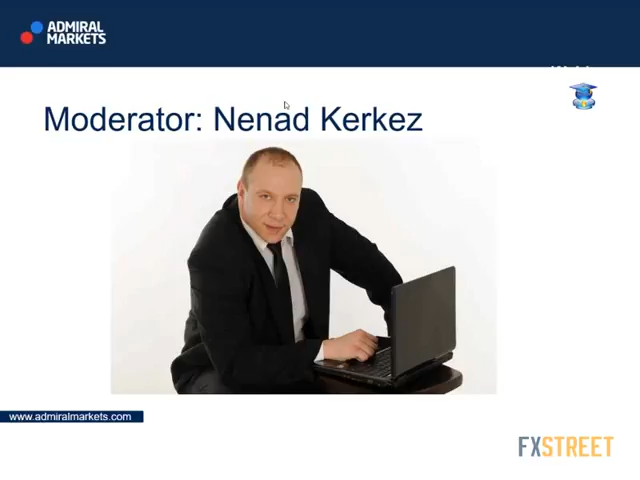 ADMIRAL
MARKETS
Moderator: Nenad Kerkez
www.admiralmarkets.com
FXSTREET